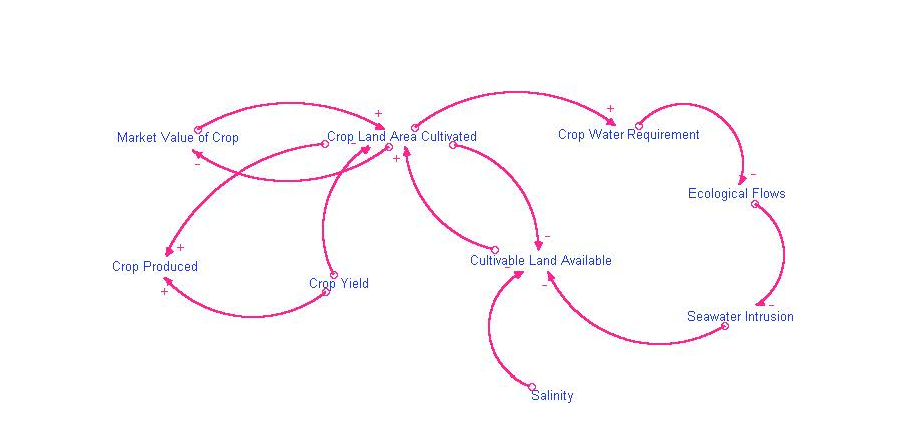 +
+
Market Value of Crop
Crop Land Area Cultivated
Crop Water Requirement
-
+
-
-
Ecological Flows
-
+
Cultivable Land Available
Crop Produced
-
Crop Yield
-
+
-
Seawater Intrusion
Salinity